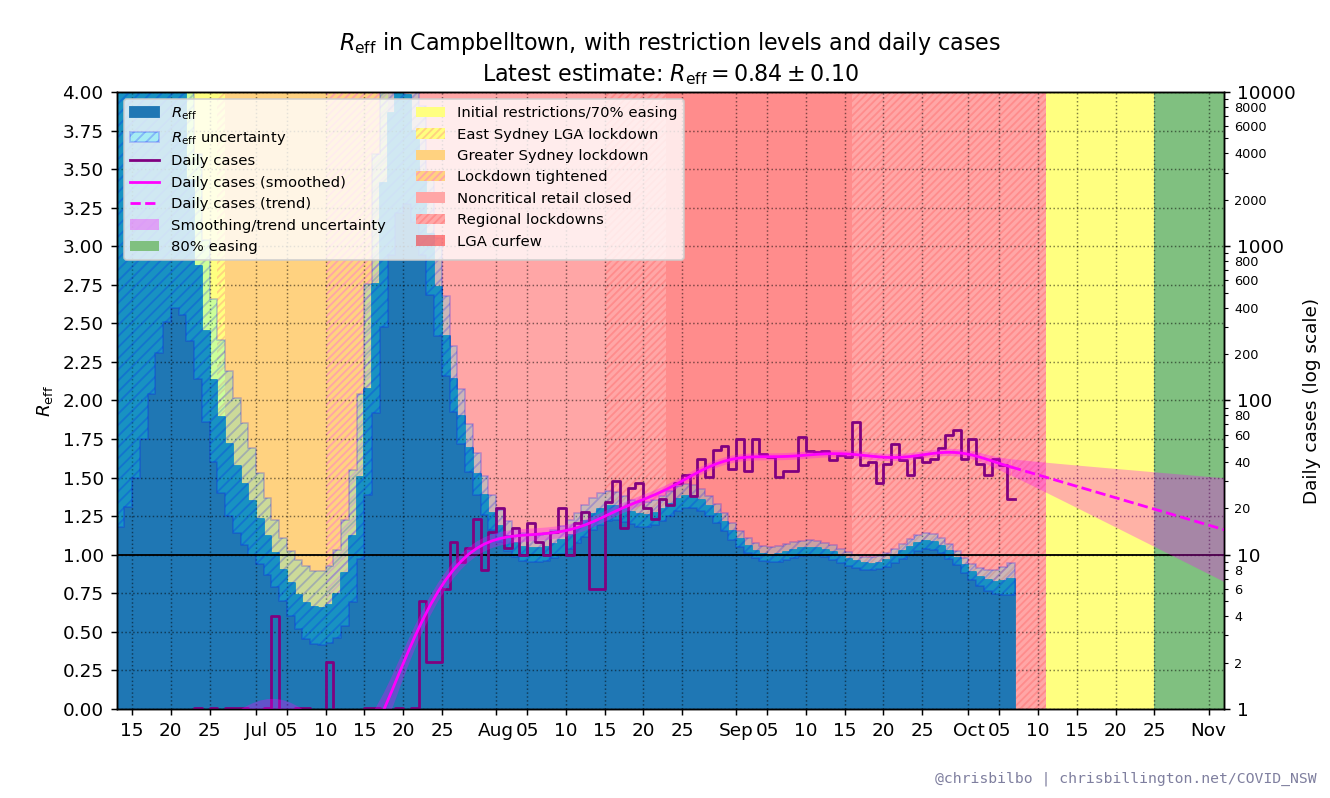 Reff in Campbelltown, with restriction levels and daily cases
Latest estimate: Reff = 0.84 ± 0.10
Reff
Reff uncertainty
Daily cases
Daily cases (smoothed)
Daily cases (trend)
Smoothing/trend uncertainty
80% easing
Initial restrictions/70% easing
East Sydney LGA lockdown
Greater Sydney lockdown
Lockdown tightened
Noncritical retail closed
Regional lockdowns
LGA curfew
Reff
4.00
3.75
3.50
3.25
3.00
2.75
2.50
2.25
2.00
1.75
1.50
1.25
1.00
0.75
0.50
0.25
0.00
15 20 25 Jul 05 10 15 20 25 Aug 05 10 15 20 25 Sep 05 10 15 20 25 Oct 05 10 15 20 25 Nov
10000
8000
6000
4000
2000
1000
800
600
400
200
100
80
60
40
20
10
8
6
4
2
1
Daily cases (log scale)
@chrisbilbo | chrisbillington.net/COVID_NSW